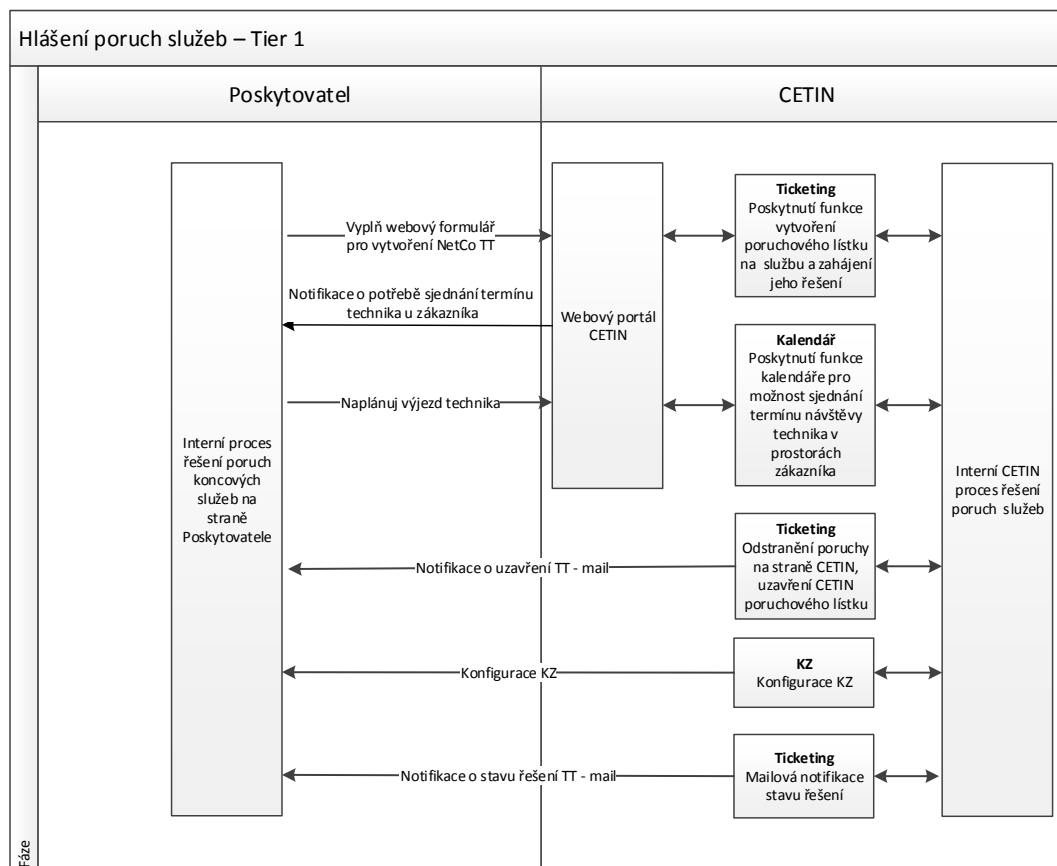 Hlášení poruch služeb – Tier 1
Poskytovatel
CETIN
Vyplň webový formulář
pro vytvoření NetCo TT
Notifikace o potřebě sjednání termínu
technika u zákazníka
Naplánuj výjezd technika
Interní proces
řešení poruch
koncových
služeb na
straně
Poskytovatele
Webový portál
CETIN
Ticketing
Poskytnutí funkce
vytvoření
poruchového lístku
na službu a zahájení
jeho řešení
Kalendář
Poskytnutí funkce
kalendáře pro
možnost sjednání
termínu návštěvy
technika v
prostorách
zákazníka
Interní CETIN
proces řešení
poruch služeb
Notifikace o uzavření TT - mail
Ticketing
Odstranění poruchy
na straně CETIN,
uzavření CETIN
poruchového lístku
Konfigurace KZ
KZ
Konfigurace KZ
Notifikace o stavu řešení TT - mail
Ticketing
Mailová notifikace
stavu řešení
Fáze